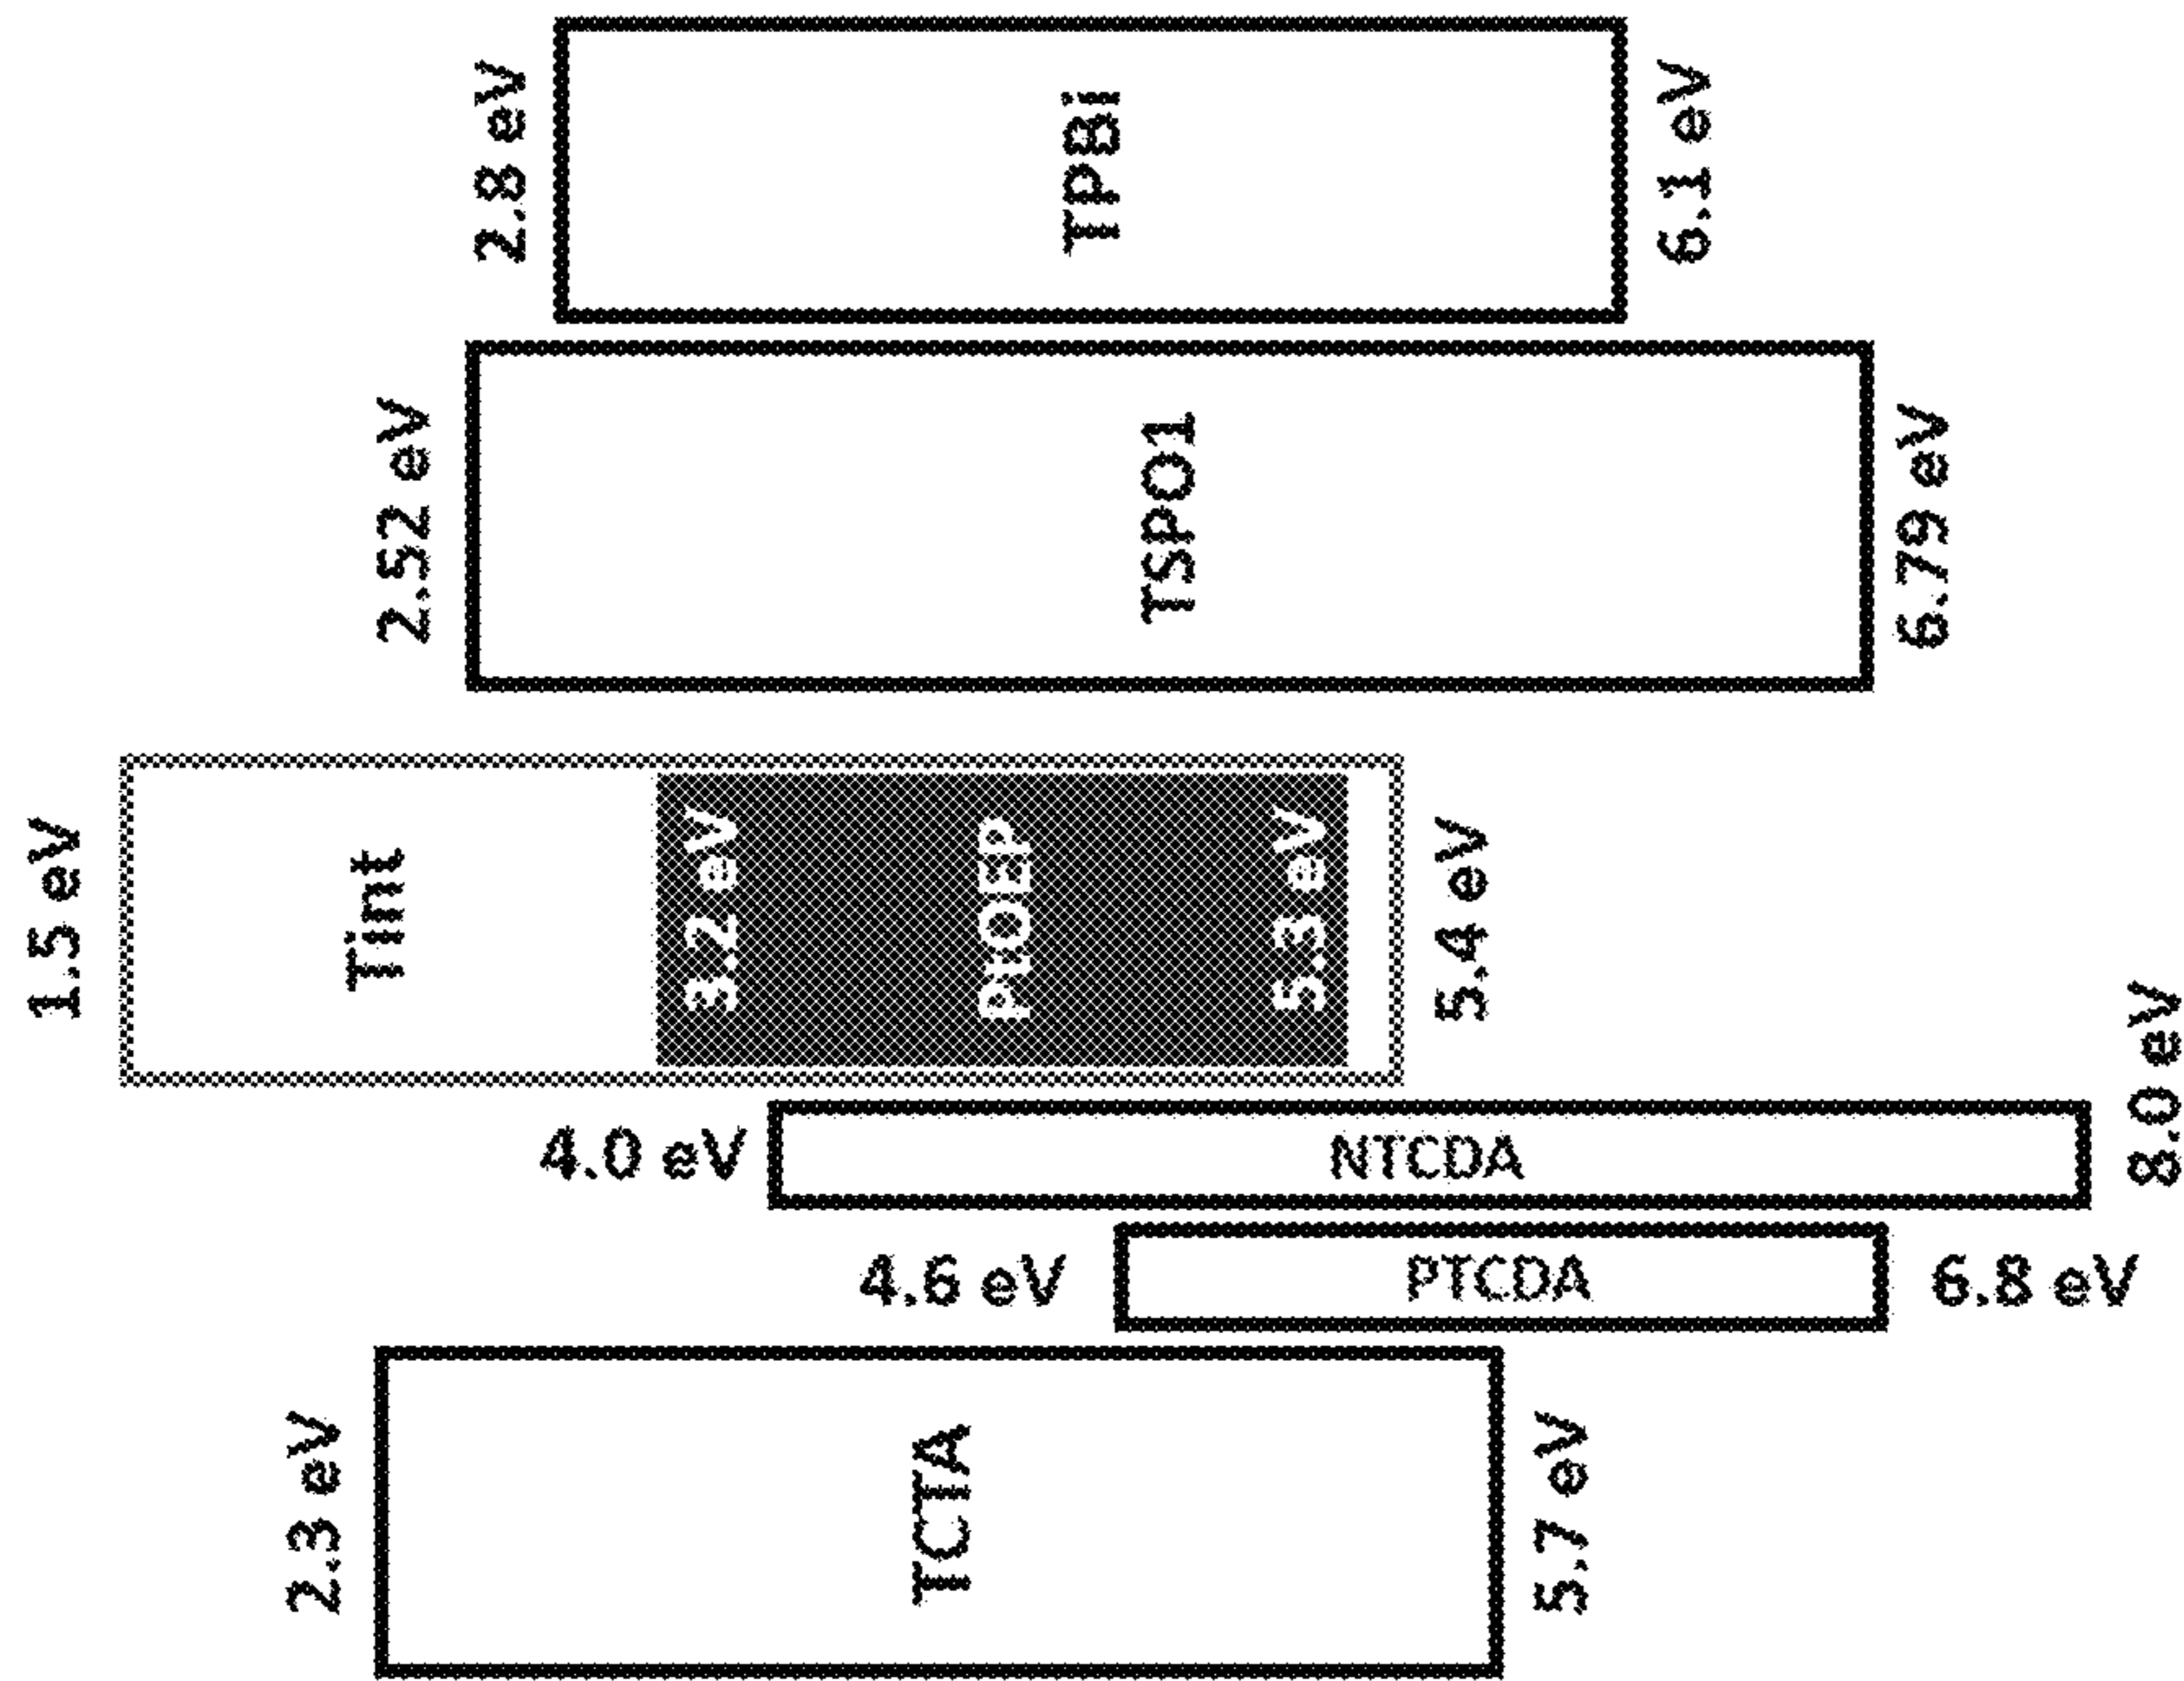 2.8 eV
TPBi
6.1 eV
2.52 eV
TSPO1
6.79 eV
1.5 eV
Tint
3.2 eV
PtOEP
5.3 eV
5.4 eV
4.0 eV
NTCDA
8.0 eV
4.6 eV
PTCDA
6.8 eV
2.3 eV
TCTA
5.7 eV